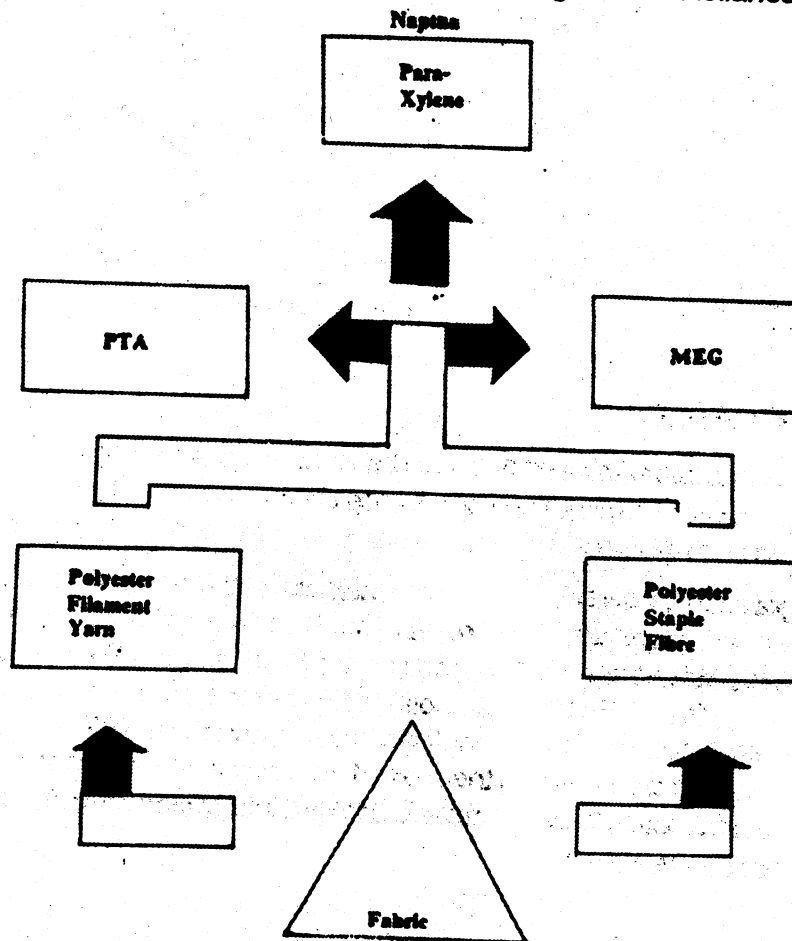 Naptna
Para-
Xylene
PTA
MEG
Polyester
Filament
Yarn
Polyester
Staple
Fibre
Fabric